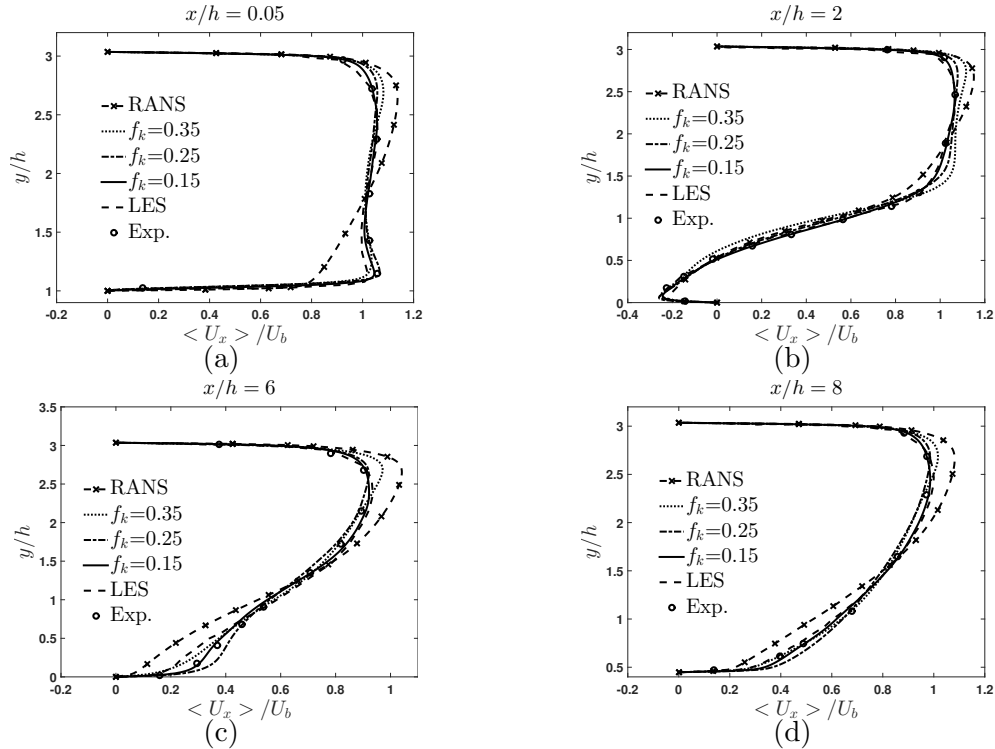 x/h = 0.05
y/h
3
2.5
2
1.5
1
RANS
f_k=0.35
f_k=0.25
f_k=0.15
LES
Exp.
-0.2 0 0.2 0.4 0.6 0.8 1 1.2
< U_x > /U_b
(a)
x/h = 2
y/h
3
2.5
2
1.5
1
0.5
0
RANS
f_k=0.35
f_k=0.25
f_k=0.15
LES
Exp.
-0.4 -0.2 0 0.2 0.4 0.6 0.8 1 1.2
< U_x > /U_b
(b)
x/h = 6
y/h
3.5
3
2.5
2
1.5
1
0.5
0
RANS
f_k=0.35
f_k=0.25
f_k=0.15
LES
Exp.
-0.2 0 0.2 0.4 0.6 0.8 1
< U_x > /U_b
(c)
x/h = 8
y/h
3
2.5
2
1.5
1
0.5
RANS
f_k=0.35
f_k=0.25
f_k=0.15
LES
Exp.
-0.2 0 0.2 0.4 0.6 0.8 1 1.2
< U_x > /U_b
(d)